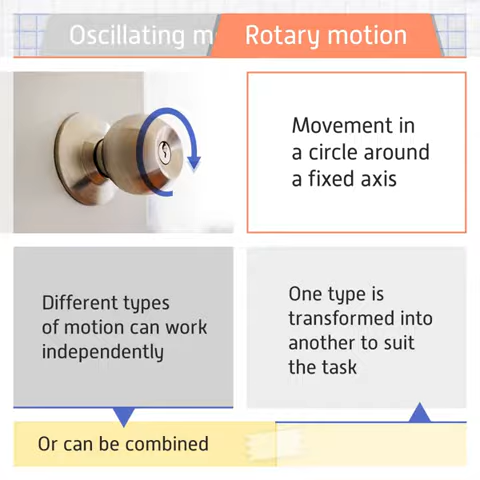 Oscillating m
Rotary motion
Movement in
a circle around
a fixed axis
Different types
of motion can work
independently
One type is
transformed into
another to suit
the task
Or can be combined